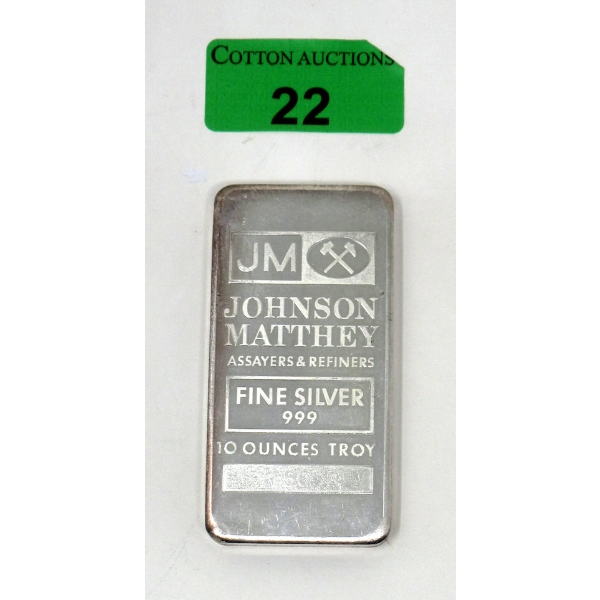 COTTON AUCTIONS
22
JM
JOHNSON
MATTHEY
ASSAYERS & REFINERS
FINE SILVER
999
10 OUNCES TROY